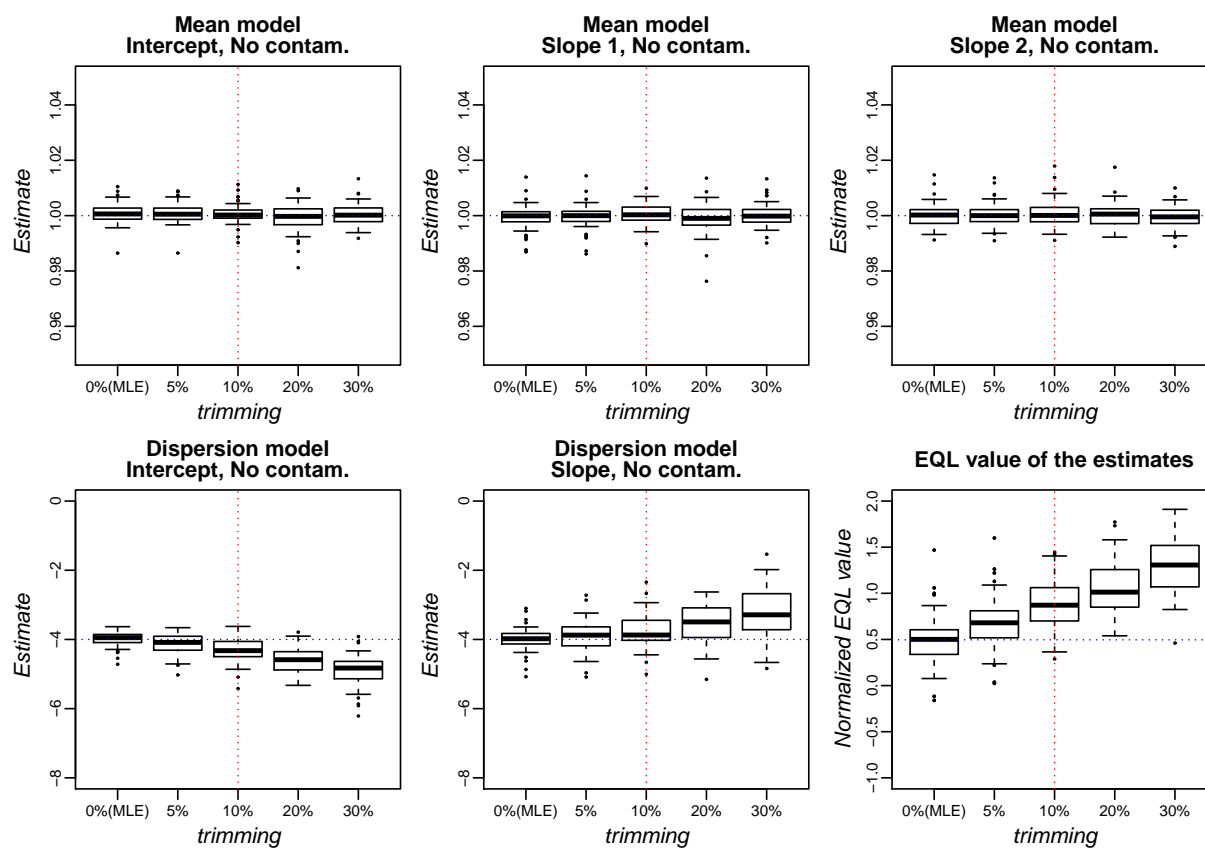 Mean model
Intercept, No contam.
Estimate
1.04
1.02
1.00
0.98
0.96
0%(MLE) 5% 10% 20% 30%
trimming
Mean model
Slope 1, No contam.
Estimate
1.04
1.02
1.00
0.98
0.96
0%(MLE) 5% 10% 20% 30%
trimming
Mean model
Slope 2, No contam.
Estimate
1.04
1.02
1.00
0.98
0.96
0%(MLE) 5% 10% 20% 30%
trimming
Dispersion model
Intercept, No contam.
Estimate
0
−2
−4
−6
−8
0%(MLE) 5% 10% 20% 30%
trimming
Dispersion model
Slope, No contam.
Estimate
0
−2
−4
−6
−8
0%(MLE) 5% 10% 20% 30%
trimming
EQL value of the estimates
Normalized EQL value
2.0
1.5
1.0
0.5
0.0
−0.5
−1.0
0%(MLE) 5% 10% 20% 30%
trimming